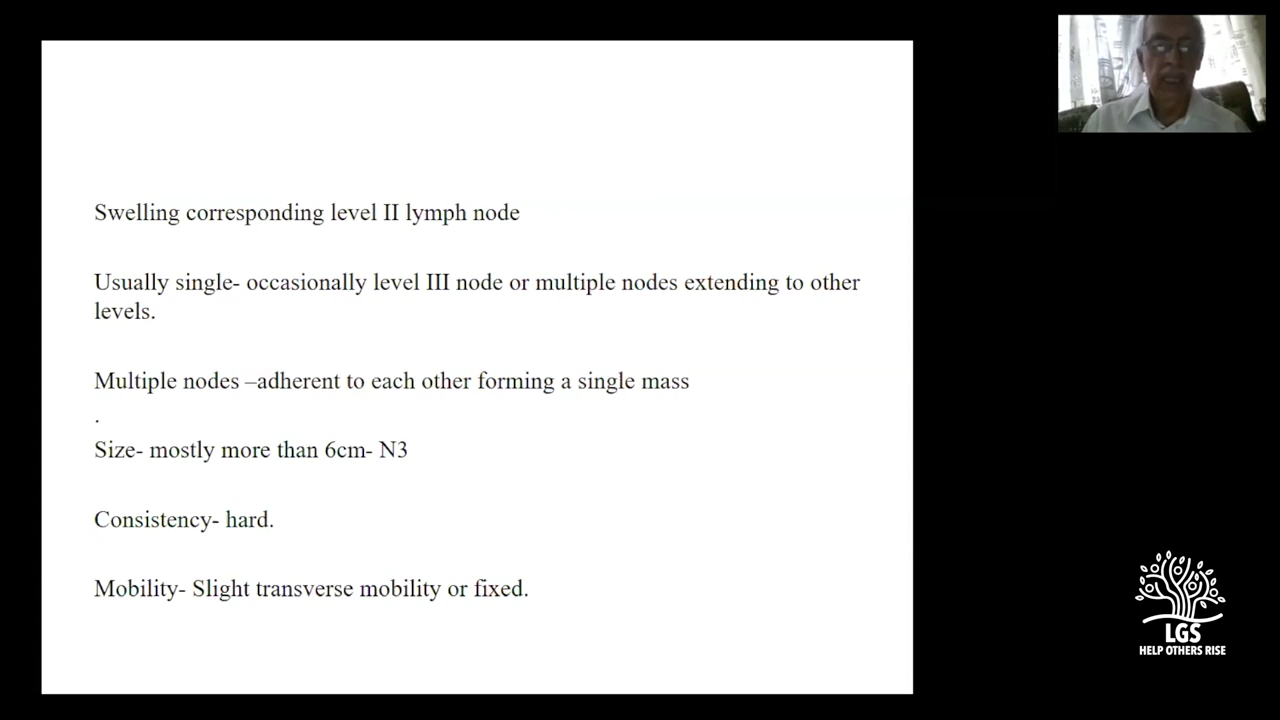 Swelling corresponding level II lymph node
Usually single- occasionally level III node or multiple nodes extending to other
levels.
Multiple nodes –adherent to each other forming a single mass
.
Size- mostly more than 6cm- N3
Consistency- hard.
Mobility- Slight transverse mobility or fixed.
LGS
HELP OTHERS RISE